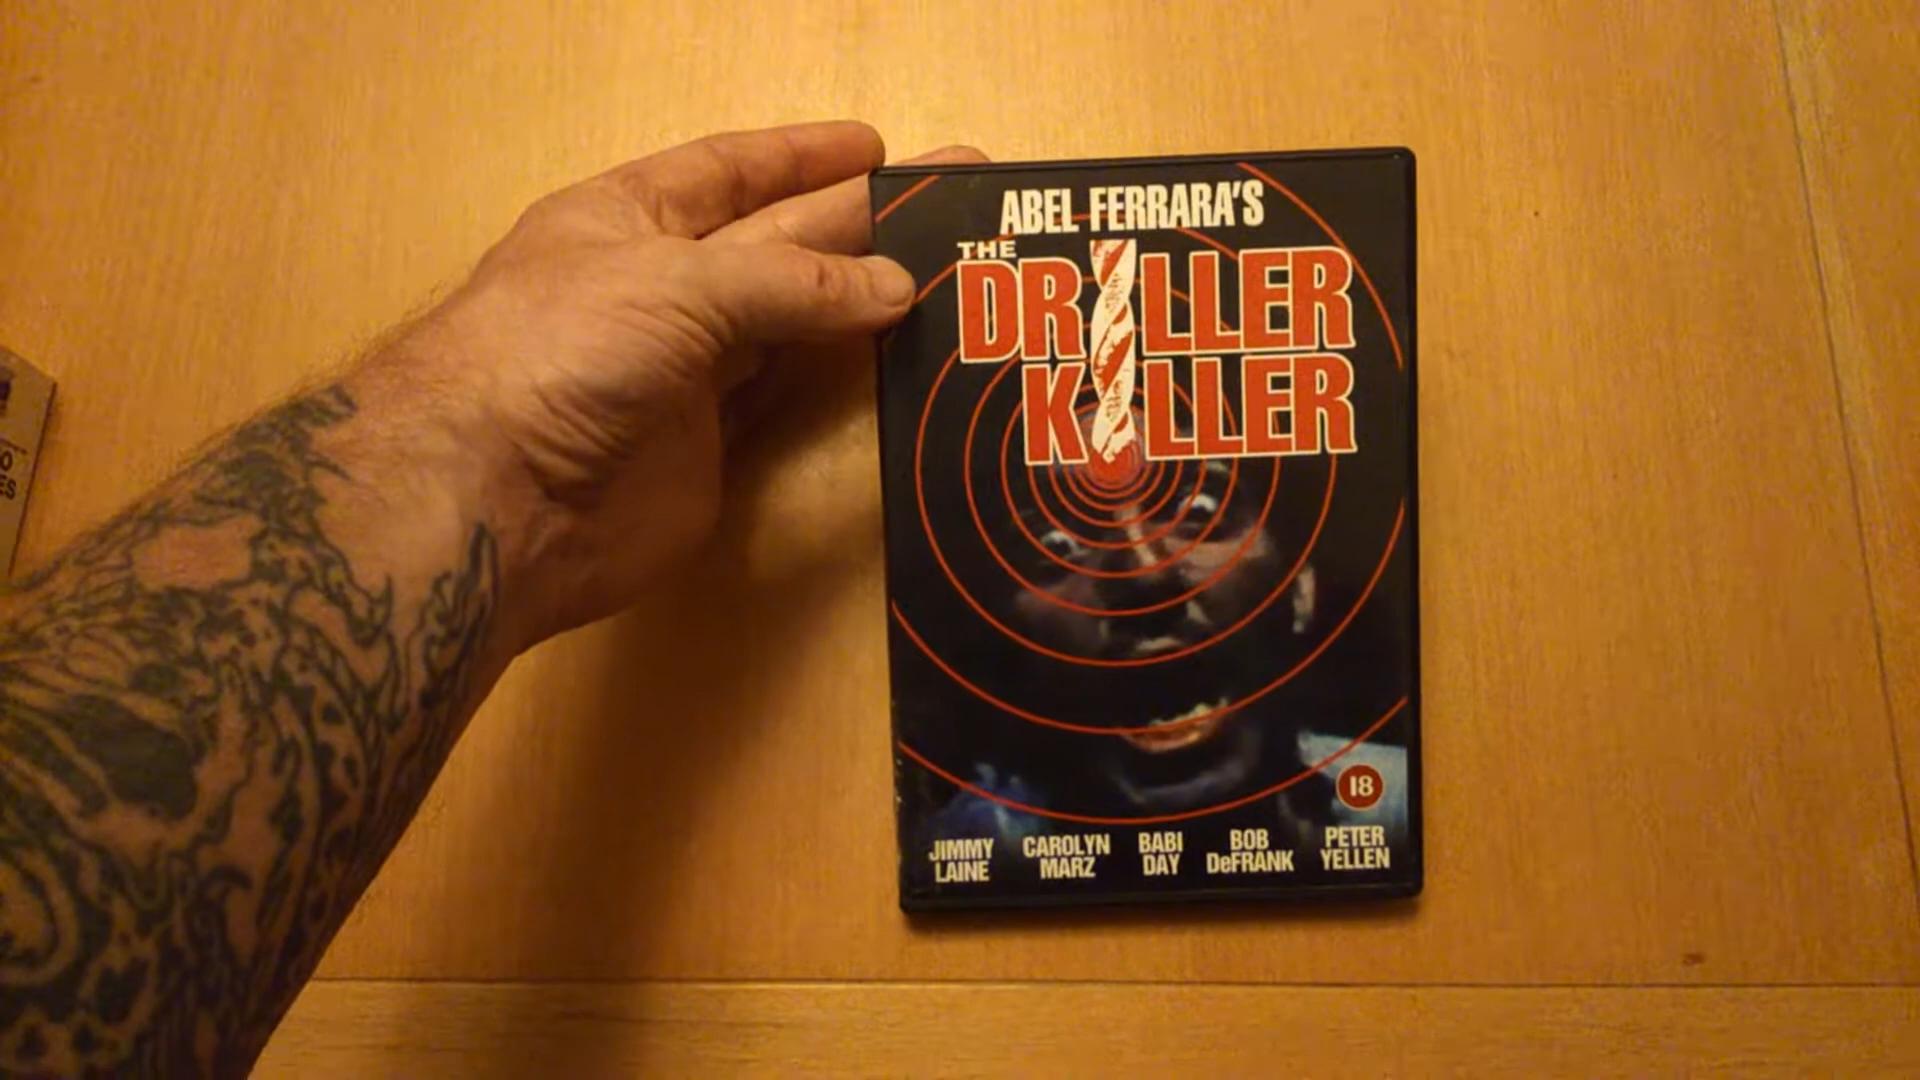 ABEL FERRARA'S
THE
DRILLER
KILLER
18
JIMMY LAINE
CAROLYN MARZ
BABI DAY
BOB DeFRANK
PETER YELLEN